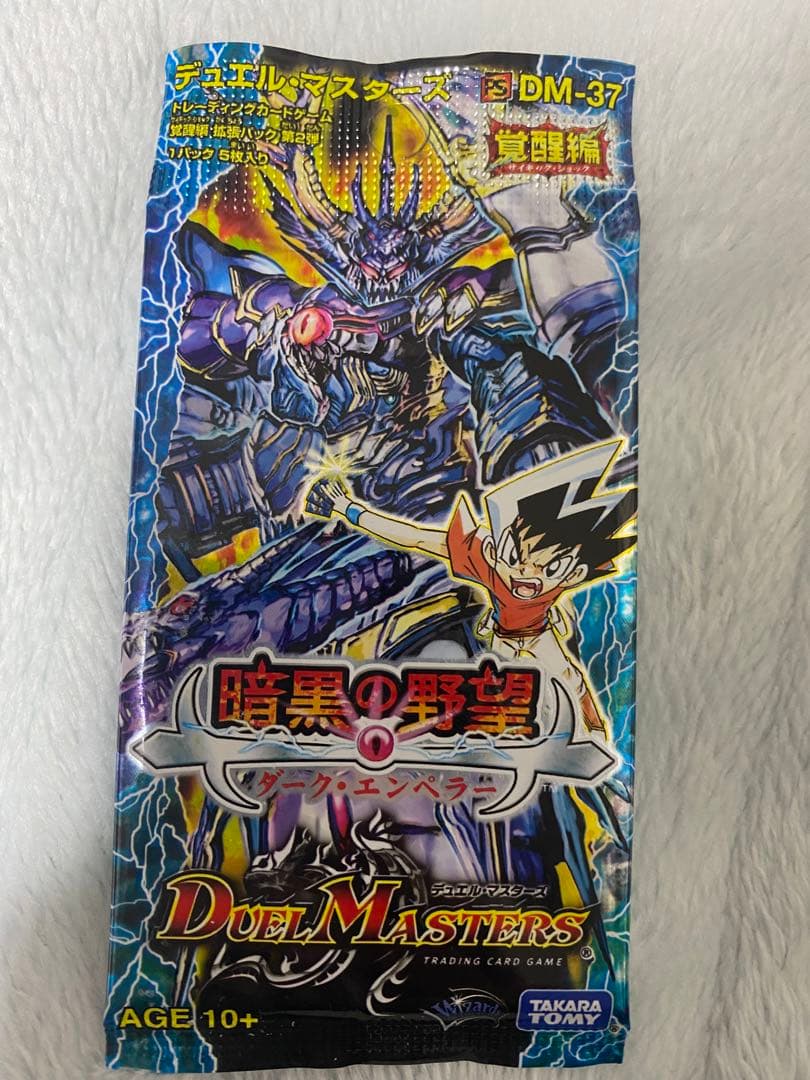 デュエル・マスターズ PS DM-37
トレーディングカードゲーム
覚醒編 拡張パック 第2弾
1パック 5枚入り
覚醒編
サイキック・ショック
暗黒の野望
ダーク・エンペラー
TM
デュエル・マスターズ
DUEL MASTERS
®
TRADING CARD GAME
AGE 10+
Wizards
TAKARA
TOMY
®